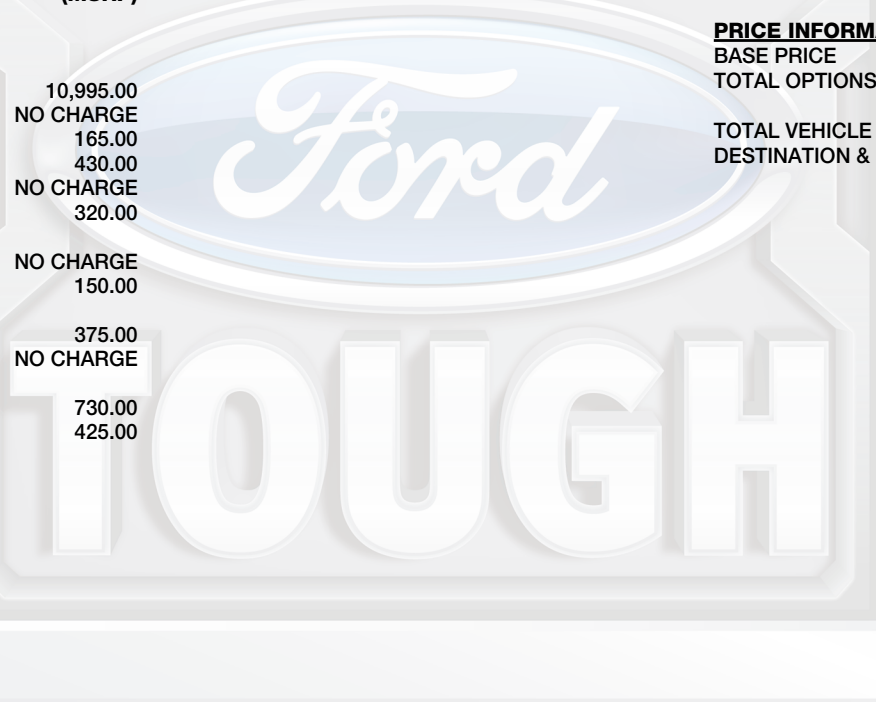 10,995.00
NO CHARGE
165.00
430.00
NO CHARGE
320.00
NO CHARGE
150.00
375.00
NO CHARGE
730.00
425.00
PRICE INFORM
BASE PRICE
TOTAL OPTIONS
TOTAL VEHICLE
DESTINATION &
Ford
TOUGH